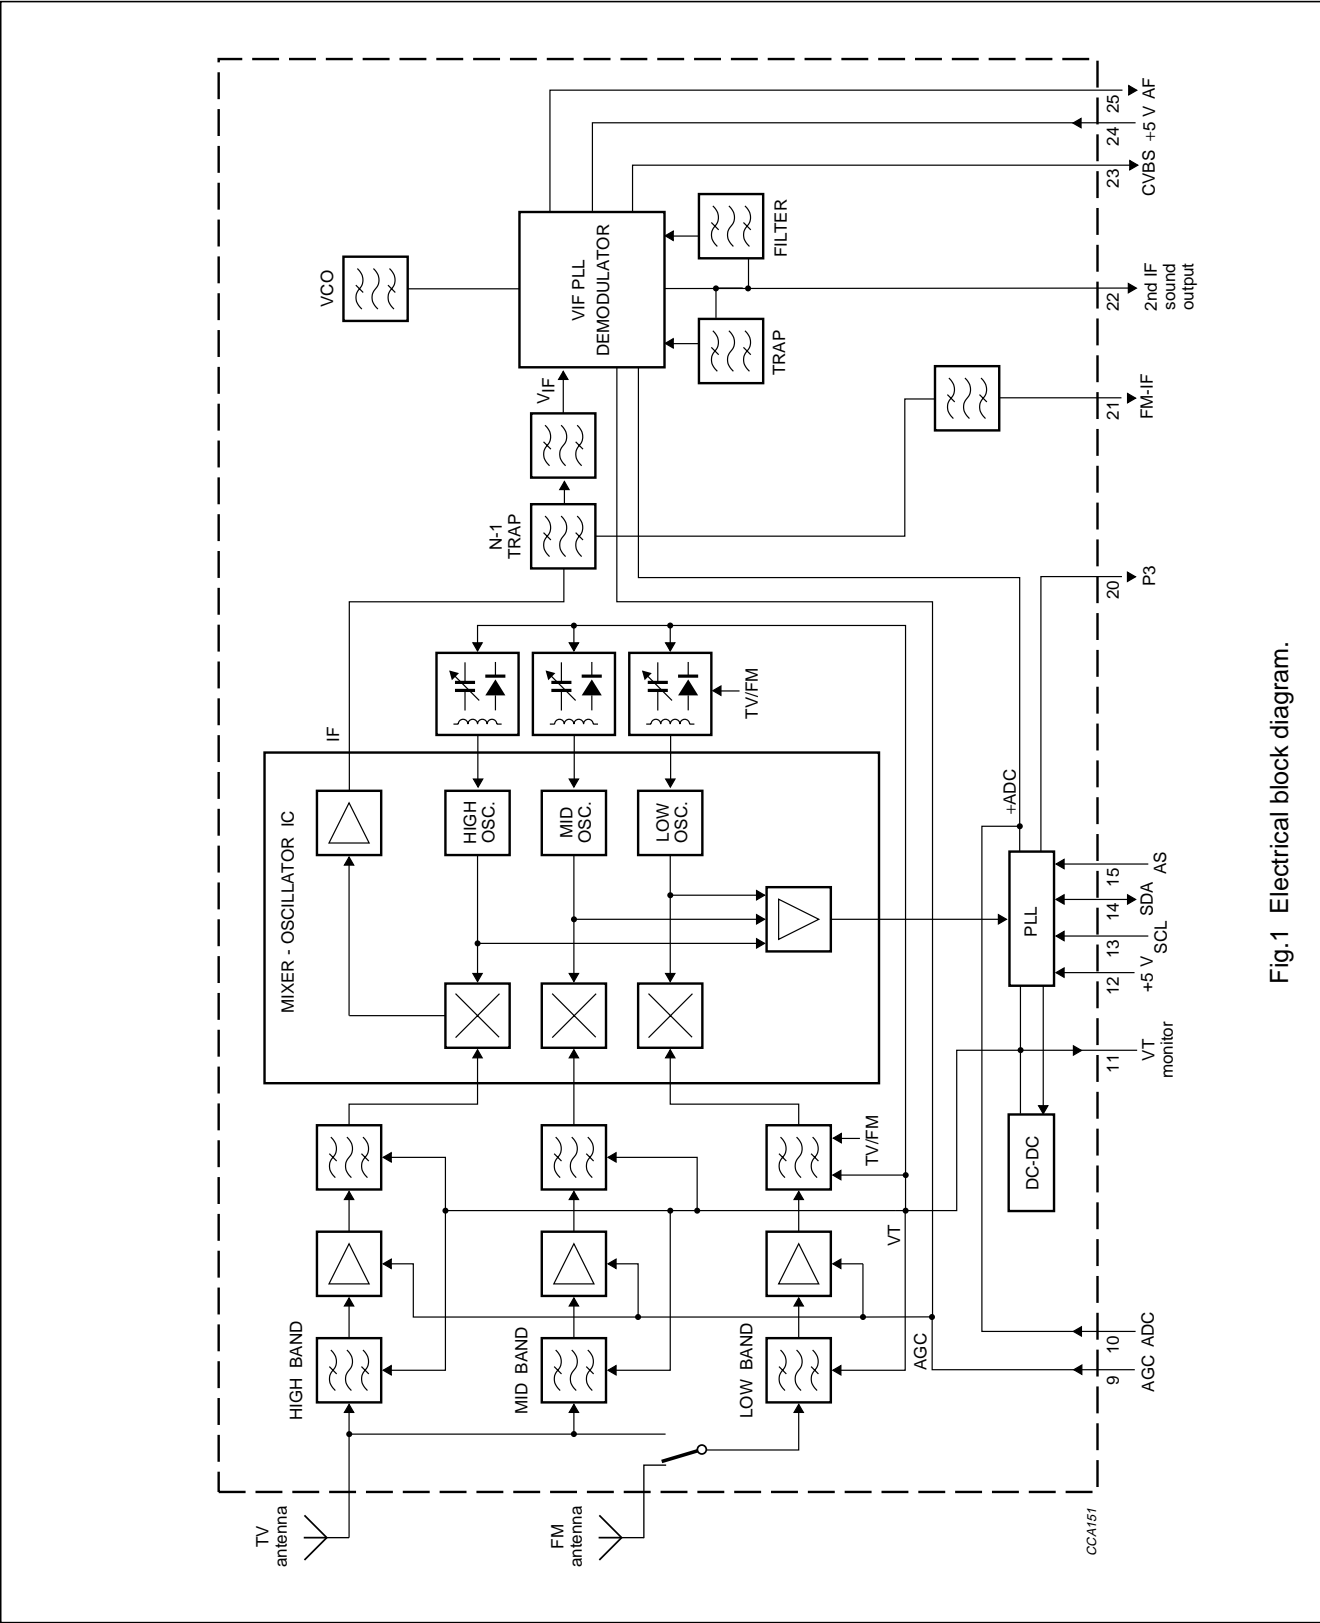 TV
antenna
FM
antenna
HIGH BAND
MID BAND
LOW BAND
AGC
VT
TV/FM
MIXER - OSCILLATOR IC
HIGH
OSC.
MID
OSC.
LOW
OSC.
IF
TV/FM
N-1
TRAP
VIF
VCO
VIF PLL
DEMODULATOR
TRAP
FILTER
DC-DC
PLL
+ADC
9
AGC
10
ADC
11
VT
monitor
12
+5 V
13
SCL
14
SDA
15
AS
20
P3
21
FM-IF
22
2nd IF
sound
output
23
CVBS
24
+5 V
25
AF
CCA151
Fig.1 Electrical block diagram.